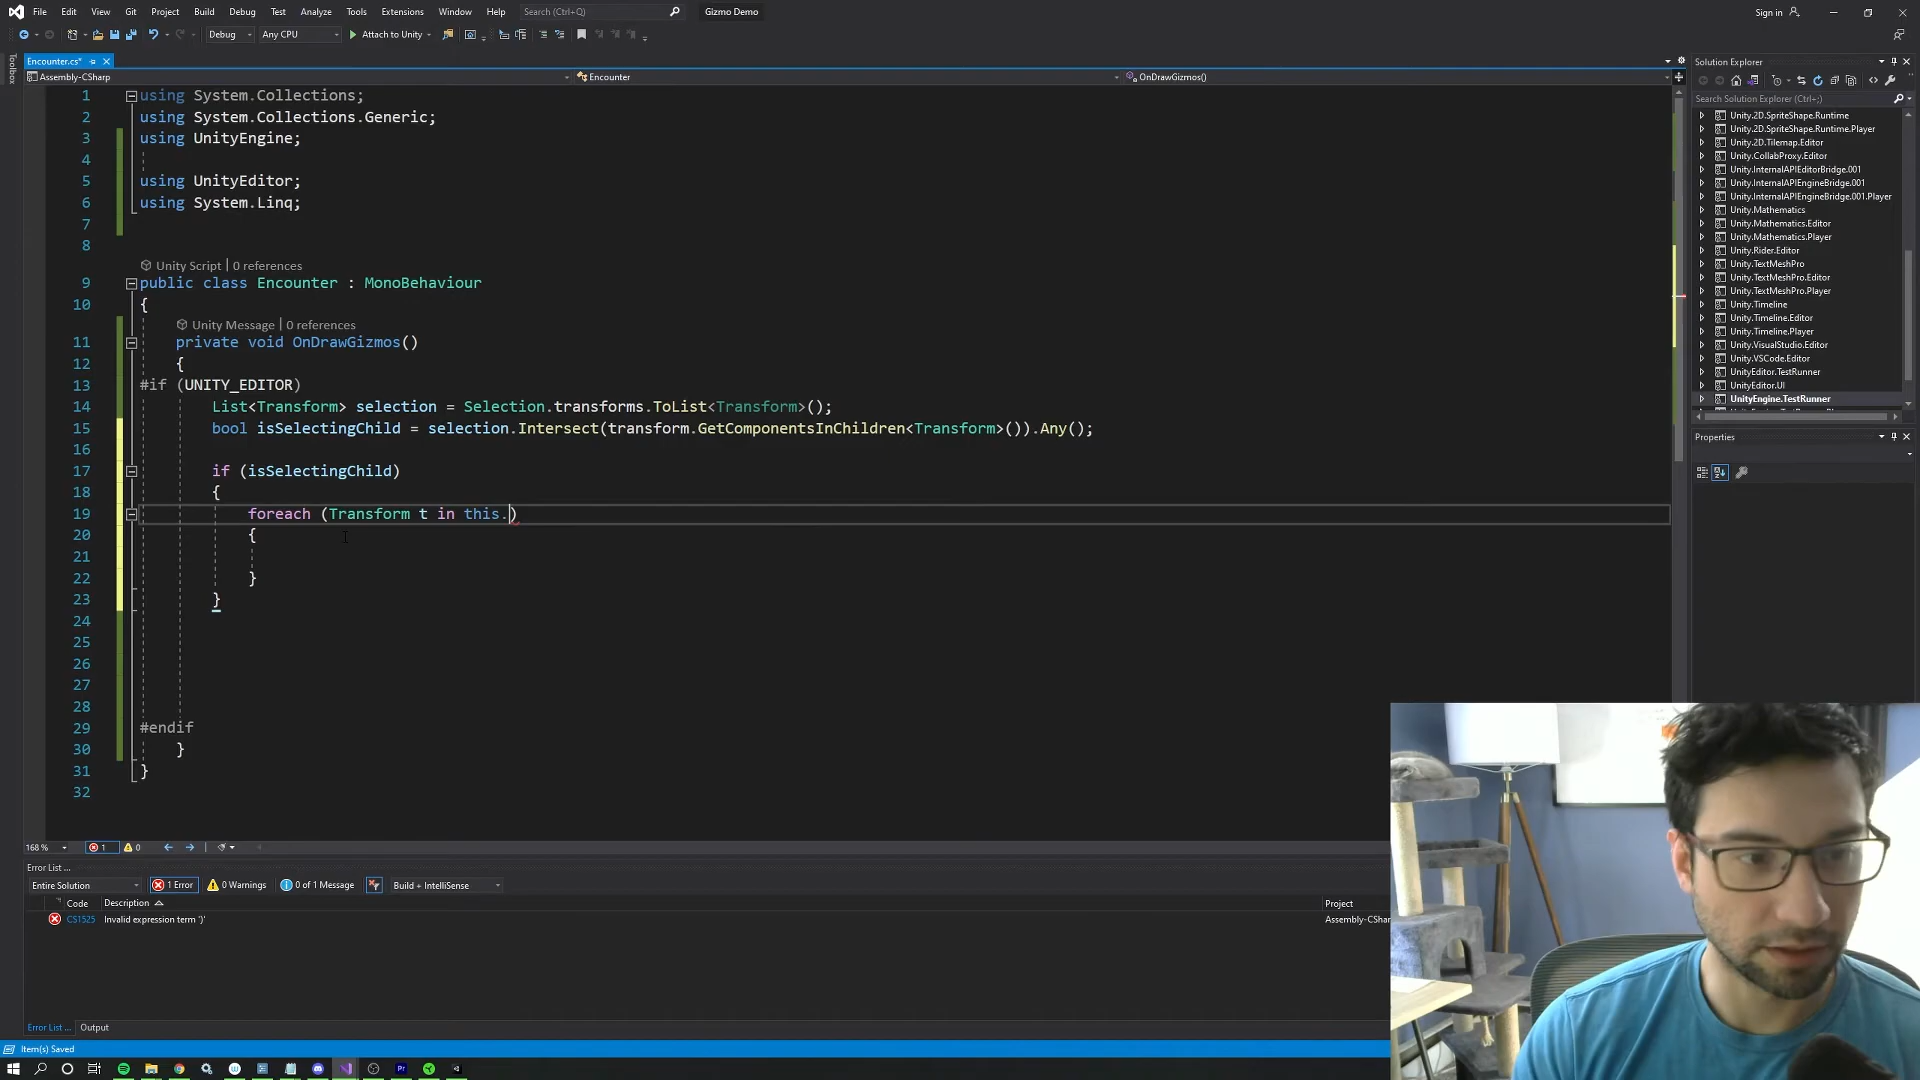 File Edit View Git Project Build Debug Test Analyze Tools Extensions Window Help Search (Ctrl+Q) Gizmo Demo Sign in
Debug Any CPU Attach to Unity
Toolbox
Encounter.cs*
Assembly-CSharp Encounter OnDrawGizmos()
1 using System.Collections;
2 using System.Collections.Generic;
3 using UnityEngine;
4
5 using UnityEditor;
6 using System.Linq;
7
8
Unity Script | 0 references
9 public class Encounter : MonoBehaviour
10 {
Unity Message | 0 references
11 private void OnDrawGizmos()
12 {
13 #if (UNITY_EDITOR)
14 List<Transform> selection = Selection.transforms.ToList<Transform>();
15 bool isSelectingChild = selection.Intersect(transform.GetComponentsInChildren<Transform>()).Any();
16
17 if (isSelectingChild)
18 {
19 foreach (Transform t in this.)
20 {
21
22 }
23 }
24
25
26
27
28
29 #endif
30 }
31 }
32
168 % 1 0
Error List ...
Entire Solution 1 Error 0 Warnings 0 of 1 Message Build + IntelliSense
Code Description Project
CS1525 Invalid expression term ')' Assembly-CShar
Error List ... Output
Item(s) Saved
Solution Explorer
Search Solution Explorer (Ctrl+;)
Unity.2D.SpriteShape.Runtime
Unity.2D.SpriteShape.Runtime.Player
Unity.2D.Tilemap.Editor
Unity.CollabProxy.Editor
Unity.InternalAPIEditorBridge.001
Unity.InternalAPIEngineBridge.001
Unity.InternalAPIEngineBridge.001.Player
Unity.Mathematics
Unity.Mathematics.Editor
Unity.Mathematics.Player
Unity.Rider.Editor
Unity.TextMeshPro
Unity.TextMeshPro.Editor
Unity.TextMeshPro.Player
Unity.Timeline
Unity.Timeline.Editor
Unity.Timeline.Player
Unity.VisualStudio.Editor
Unity.VSCode.Editor
UnityEditor.TestRunner
UnityEditor.UI
UnityEngine.TestRunner
Properties